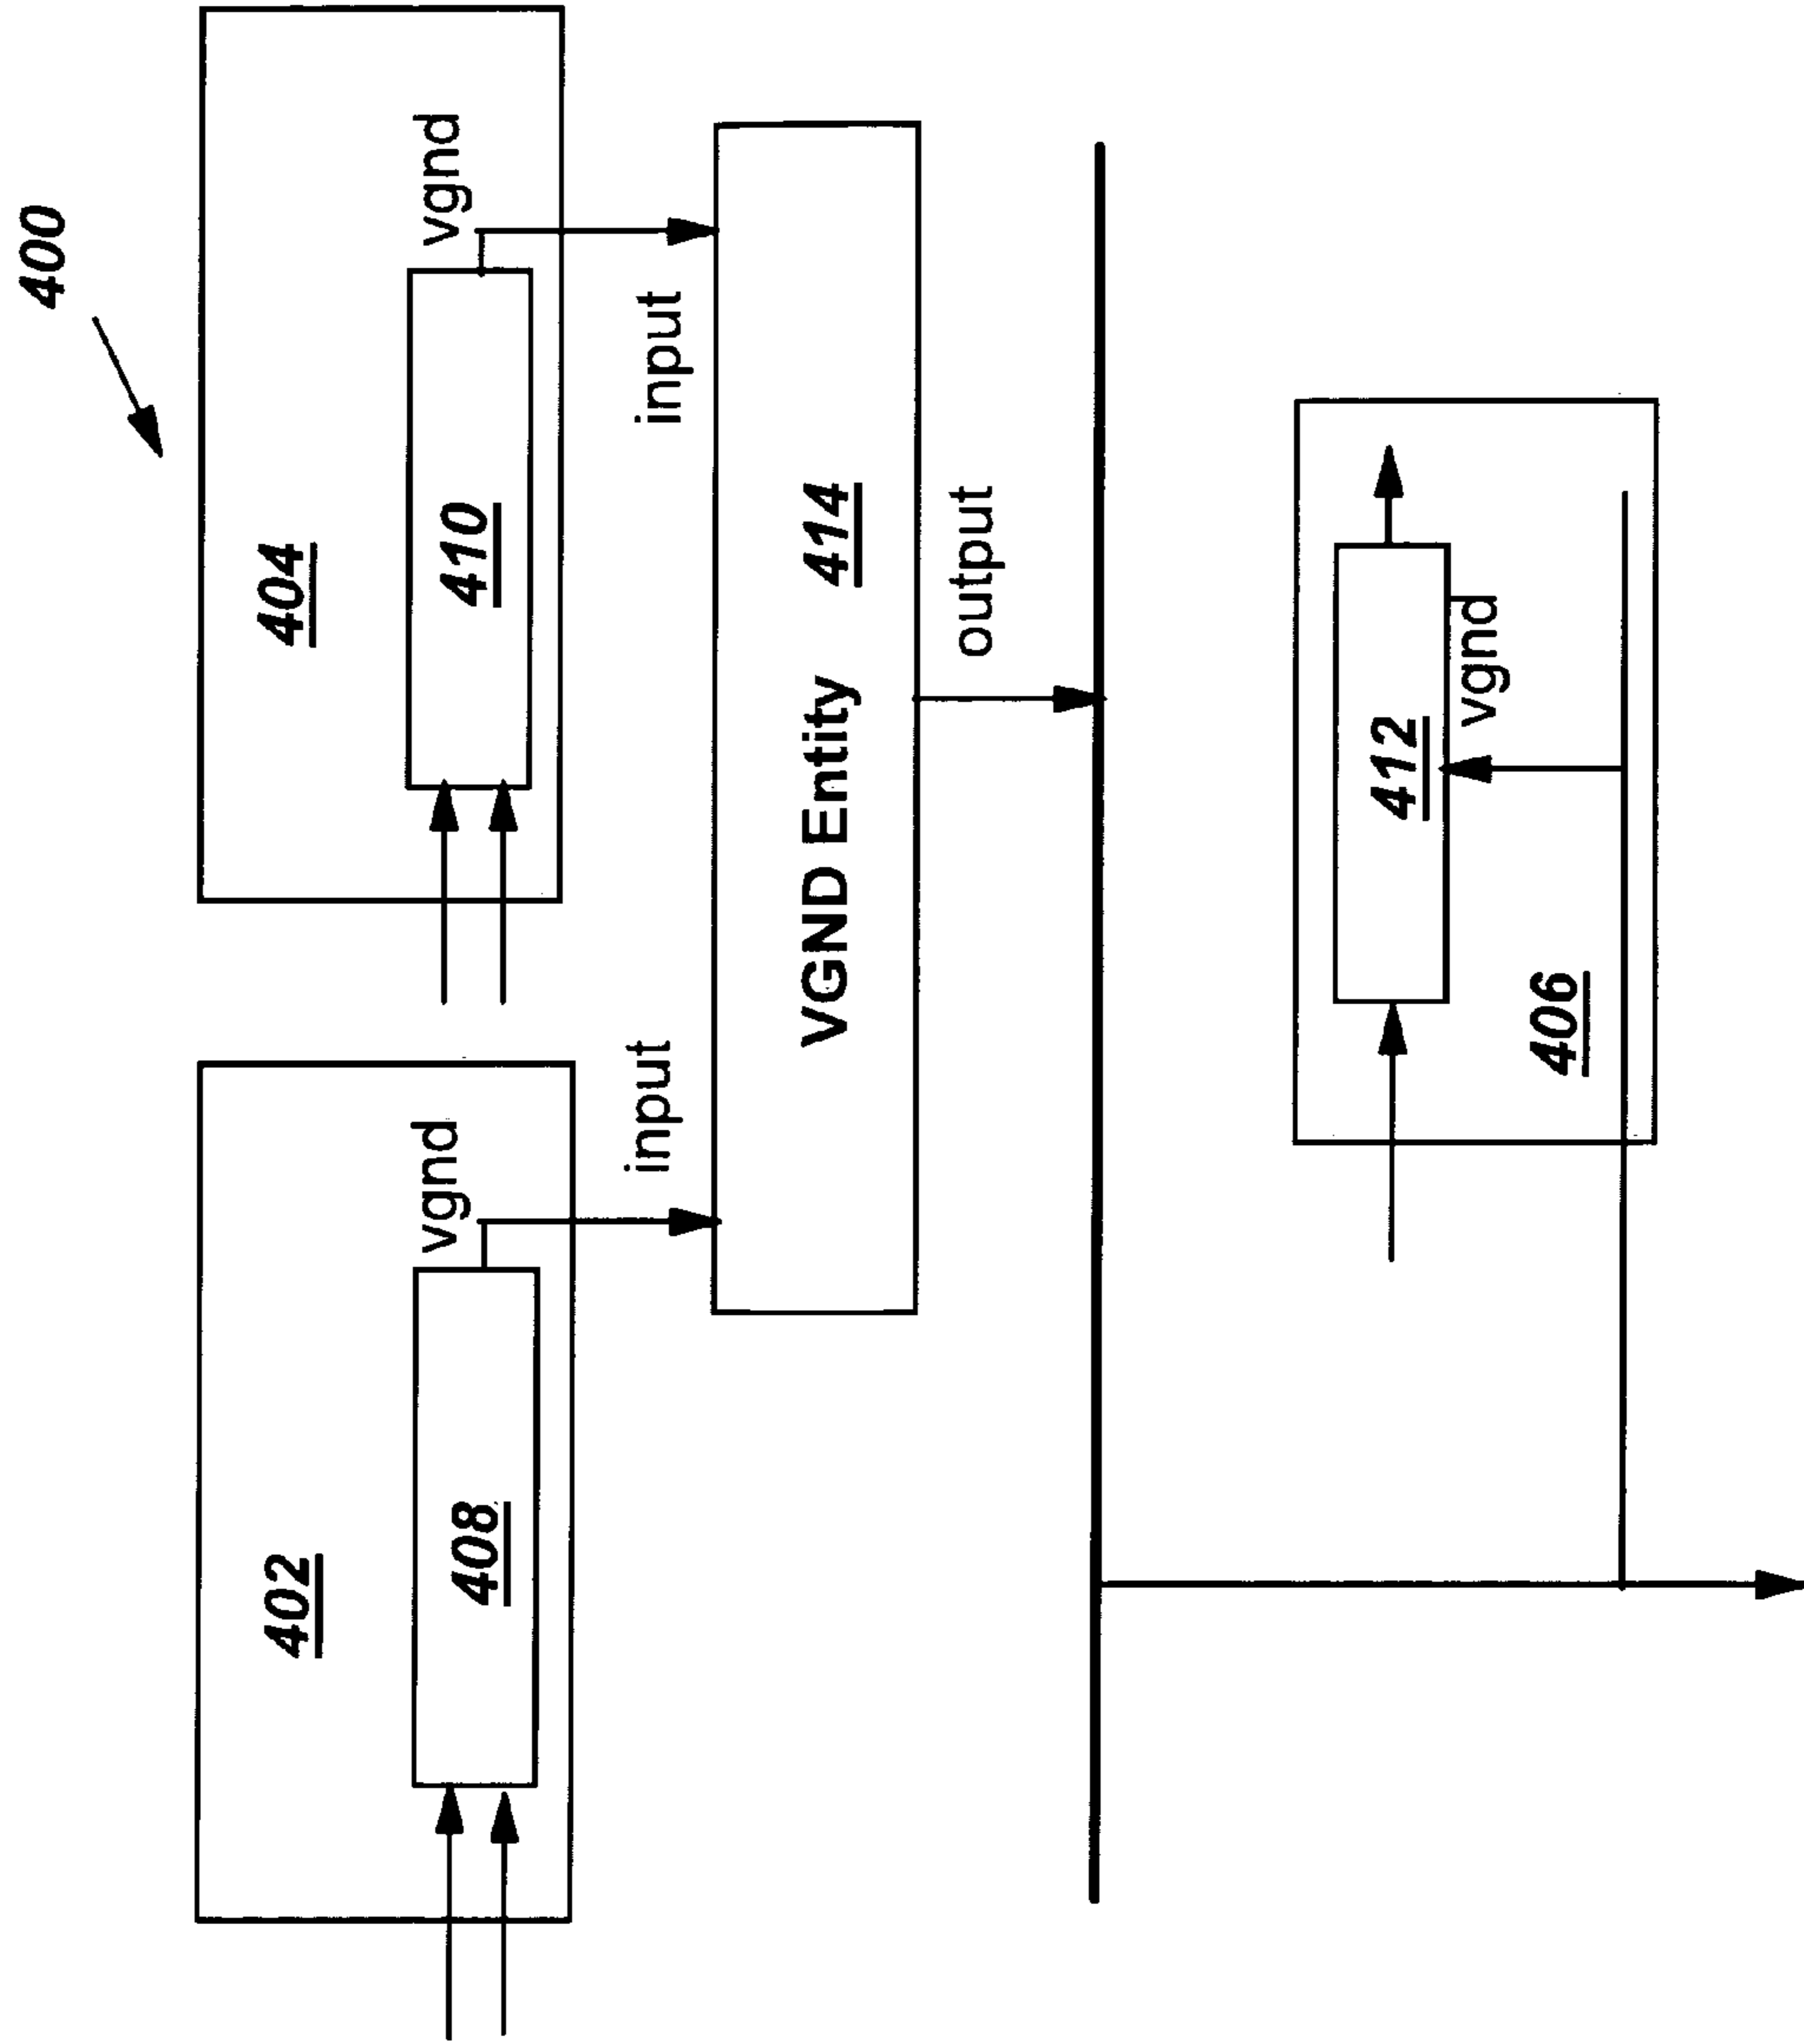 400
402
404
vgnd
vgnd
408
410
input
input
VGND Entity 414
output
412
vgnd
406